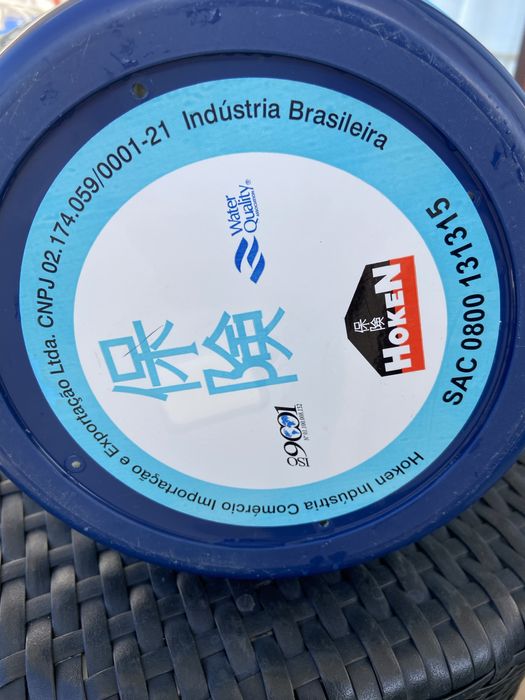 Hoken Indústria Comércio Importação e Exportação Ltda. CNPJ 02.174.059/0001-21 Indústria Brasileira
SAC 0800 131315
Water
Quality®
ASSOCIATION
保険
保険
HOKEN
ISO 9001